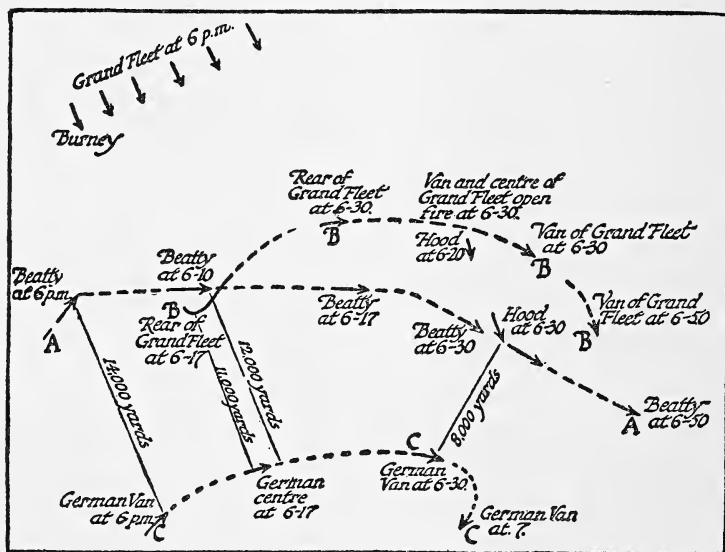 Grand Fleet at 6 p.m.
Burney
Rear of
Grand Fleet
at 6-30.
Van and centre of
Grand Fleet open
fire at 6-30.
B
Hood
at 6-20
Van of Grand Fleet
at 6-30
B
Beatty
at 6 p.m.
A
Beatty
at 6-10
B
Rear of
Grand Fleet
at 6-17
Beatty
at 6-17
Beatty
at 6-30
Hood
at 6-30
Van of Grand
Fleet at 6-50
B
14,000 yards
11,000 yards
12,000 yards
8,000 yards
A
Beatty
at 6-50
German Van
at 6 p.m.
C
German
centre
at 6-17
C
German
Van at 6-30.
C
German Van
at 7.